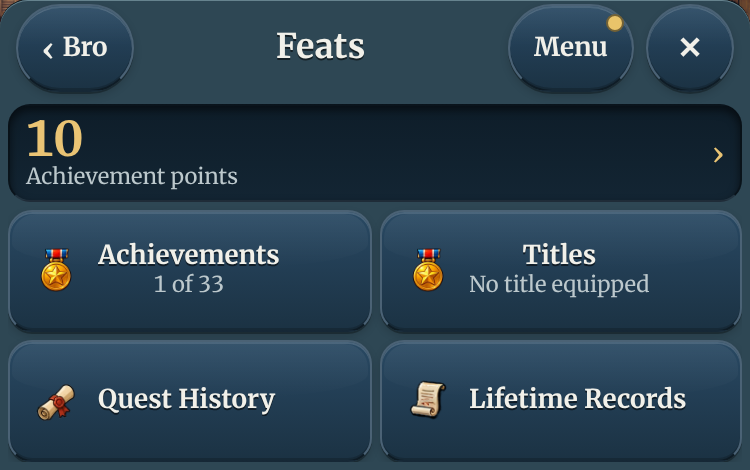 ‹ Bro
Feats
Menu
✕
10
Achievement points
›
Achievements
1 of 33
Titles
No title equipped
Quest History
Lifetime Records